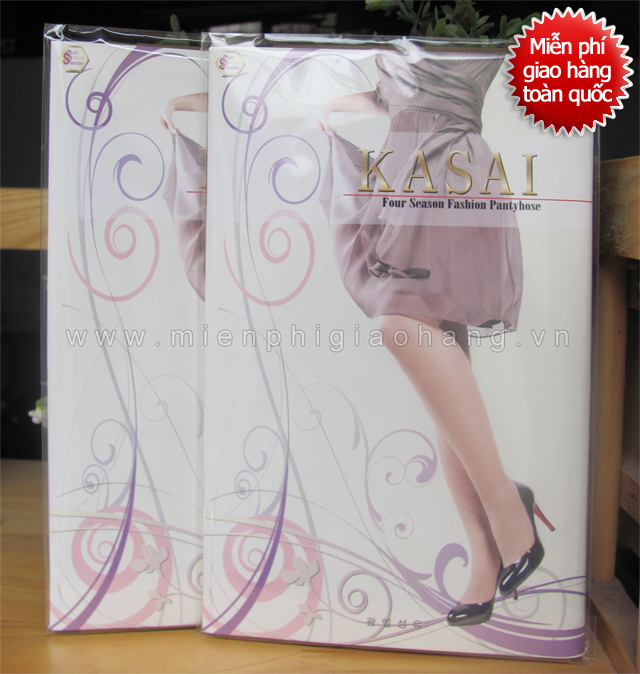 Miễn phí
giao hàng
toàn quốc
KASAI
Four Season Fashion Pantyhose
www.mienphigiaohang.vn